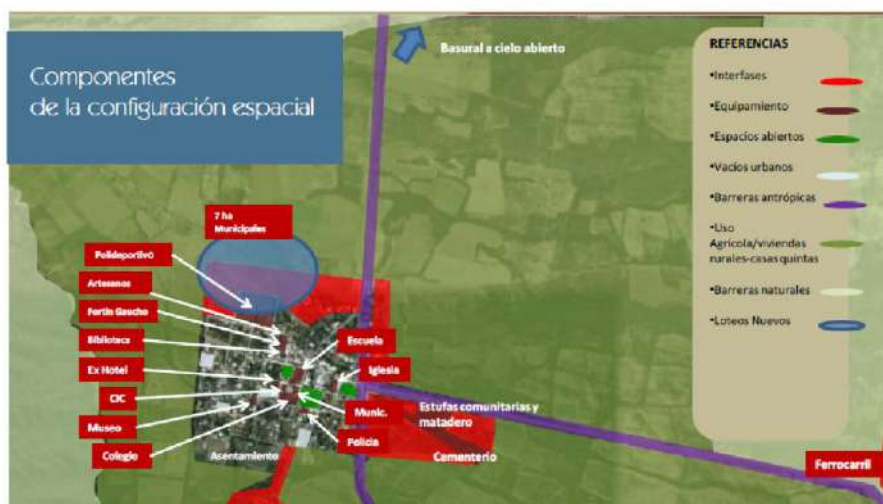 Componentes
de la configuración espacial
Basural a cielo abierto
REFERENCIAS
•Interfases
•Equipamiento
•Espacios abiertos
•Vacíos urbanos
•Barreras antrópicas
•Uso
Agrícola/viviendas
rurales-casas quintas
•Barreras naturales
•Loteos Nuevos
7 ha
Municipales
Polideportivo
Artesanos
Fortín Gaucho
Biblioteca
Ex Hotel
CIC
Museo
Colegio
Escuela
Iglesia
Munic.
Policía
Estufas comunitarias y
matadero
Asentamiento
Cementerio
Ferrocarril